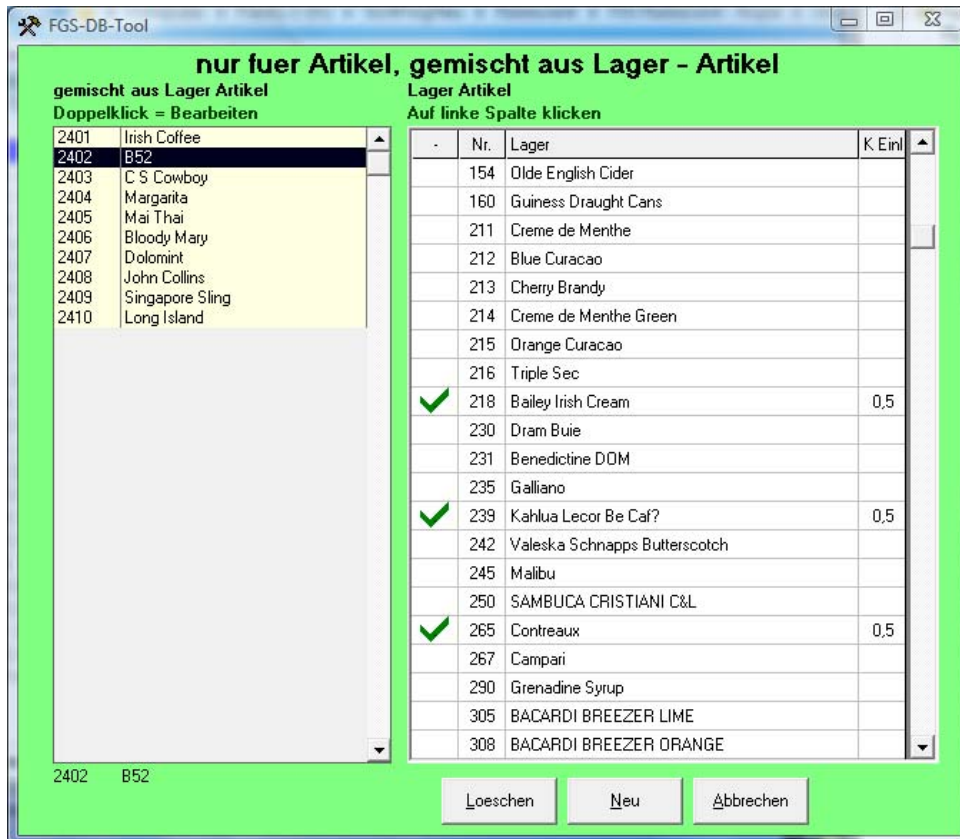 FGS-DB-Tool
nur fuer Artikel, gemischt aus Lager - Artikel
gemischt aus Lager Artikel
Doppelklick = Bearbeiten
2401 Irish Coffee
2402 B52
2403 C S Cowboy
2404 Margarita
2405 Mai Thai
2406 Bloody Mary
2407 Dolomint
2408 John Collins
2409 Singapore Sling
2410 Long Island
2402 B52
Lager Artikel
Auf linke Spalte klicken
- Nr. Lager K Einl
154 Olde English Cider
160 Guiness Draught Cans
211 Creme de Menthe
212 Blue Curacao
213 Cherry Brandy
214 Creme de Menthe Green
215 Orange Curacao
216 Triple Sec
218 Bailey Irish Cream 0,5
230 Dram Buie
231 Benedictine DOM
235 Galliano
239 Kahlua Lecor Be Caf? 0,5
242 Valeska Schnapps Butterscotch
245 Malibu
250 SAMBUCA CRISTIANI C&L
265 Contreaux 0,5
267 Campari
290 Grenadine Syrup
305 BACARDI BREEZER LIME
308 BACARDI BREEZER ORANGE
Loeschen Neu Abbrechen